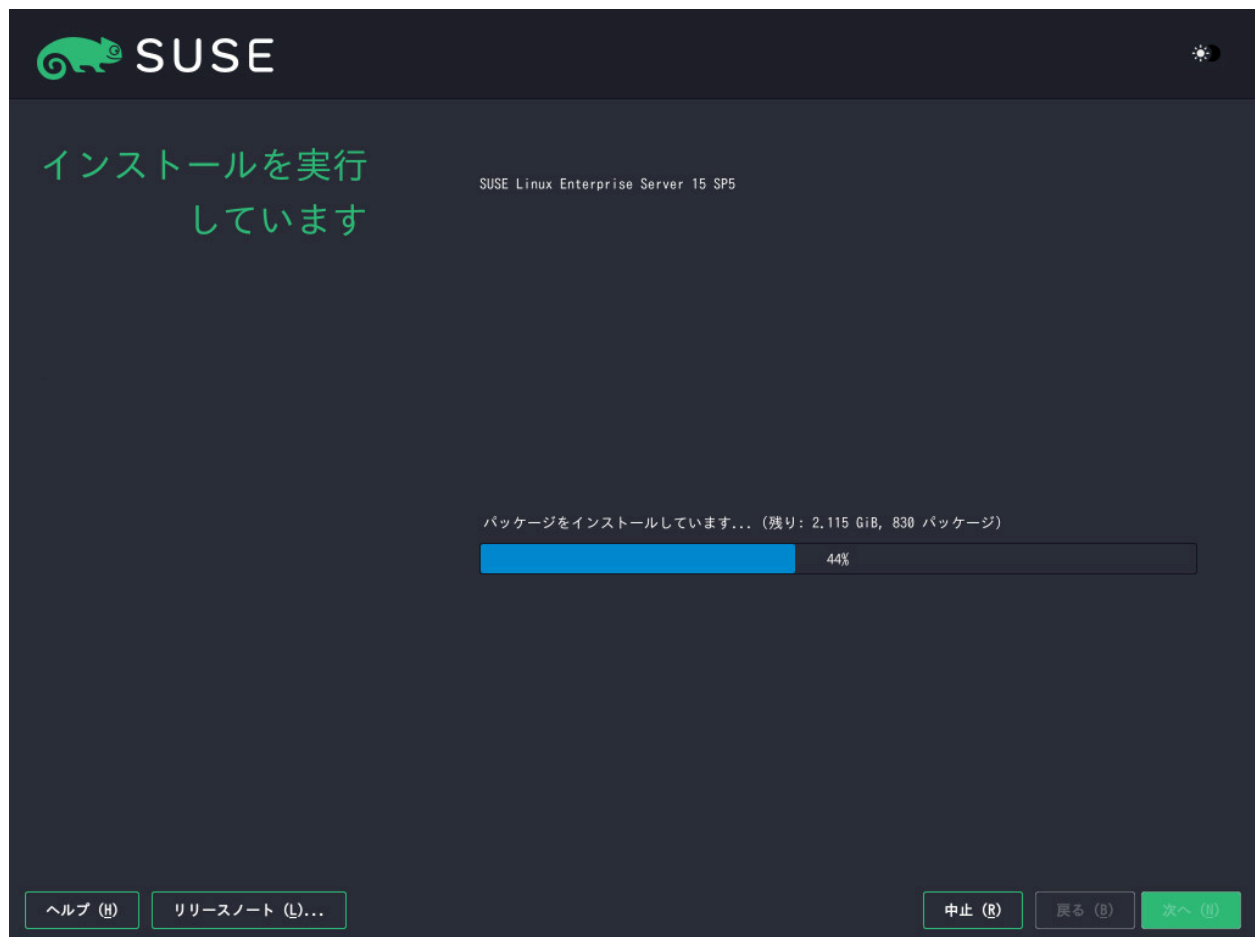 SUSE
インストールを実行
しています
SUSE Linux Enterprise Server 15 SP5
パッケージをインストールしています... (残り: 2.115 GiB, 830 パッケージ)
44%
ヘルプ (H)
リリースノート (L)...
中止 (R)
戻る (B)
次へ (N)